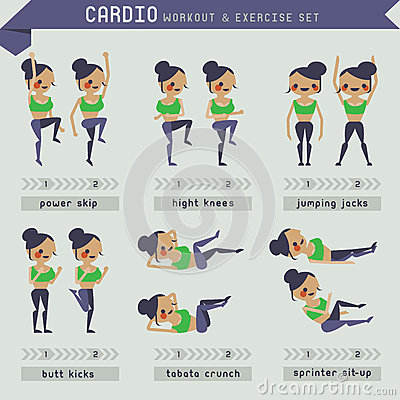 CARDIO WORKOUT & EXERCISE SET
1 2
power skip
1 2
hight knees
1 2
jumping jacks
1 2
butt kicks
1 2
tabata crunch
1 2
sprinter sit-up
dreamstime.com